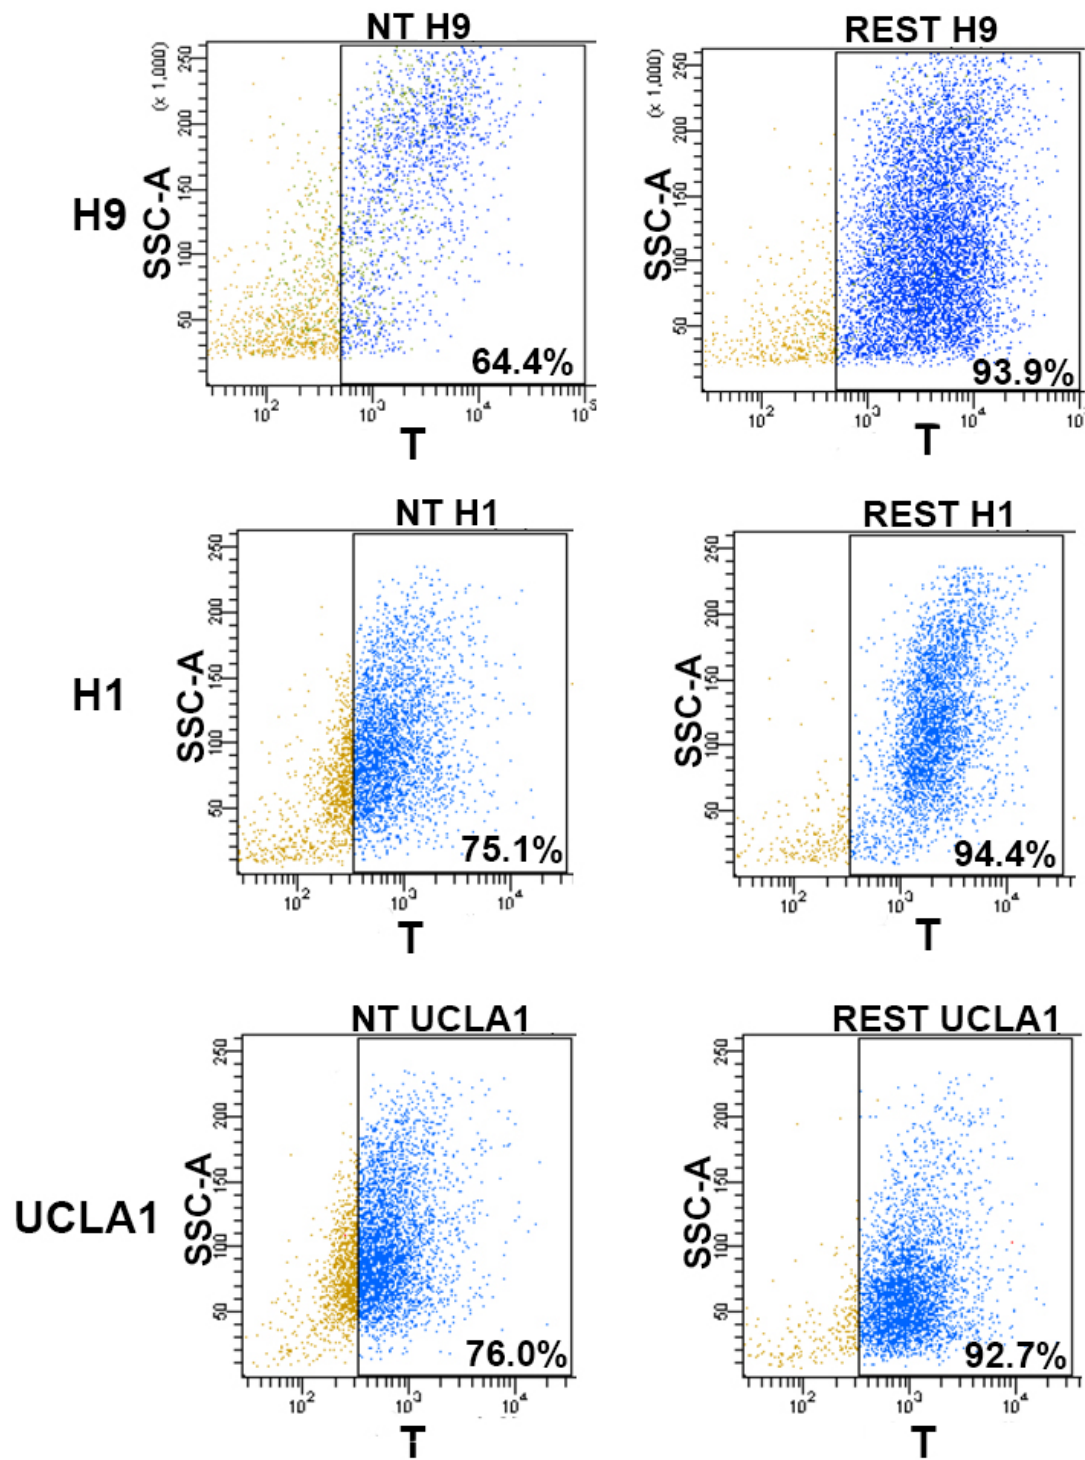 NT H9
REST H9
(x 1,000)
250
200
150
100
50
SSC-A
H9
64.4%
10² 10³ 10⁴ 10⁵
T
(x 1,000)
250
200
150
100
50
SSC-A
93.9%
10² 10³ 10⁴
T
NT H1
REST H1
H1
SSC-A
250
200
150
100
50
75.1%
10² 10³ 10⁴
T
SSC-A
250
200
150
100
50
94.4%
10² 10³ 10⁴
T
NT UCLA1
REST UCLA1
UCLA1
SSC-A
250
200
150
100
50
76.0%
10² 10³ 10⁴
T
SSC-A
250
200
150
100
50
92.7%
10² 10³ 10⁴
T